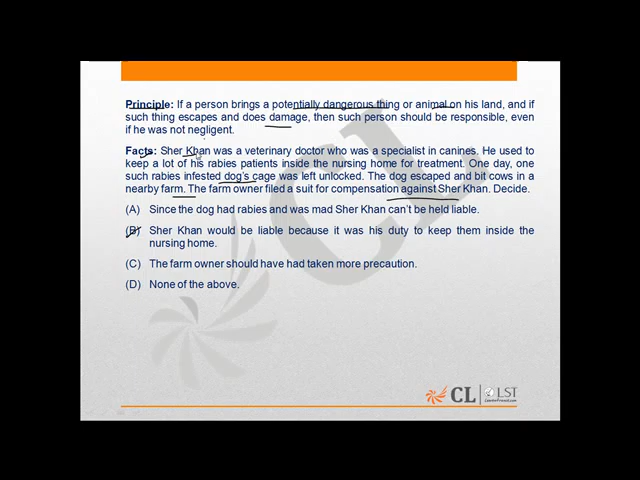 Principle: If a person brings a potentially dangerous thing or animal on his land, and if
such thing escapes and does damage, then such person should be responsible, even
if he was not negligent.
Facts: Sher Khan was a veterinary doctor who was a specialist in canines. He used to
keep a lot of his rabies patients inside the nursing home for treatment. One day, one
such rabies infested dog's cage was left unlocked. The dog escaped and bit cows in a
nearby farm. The farm owner filed a suit for compensation against Sher Khan. Decide.
(A) Since the dog had rabies and was mad Sher Khan can't be held liable.
(B) Sher Khan would be liable because it was his duty to keep them inside the
nursing home.
(C) The farm owner should have had taken more precaution.
(D) None of the above.
CL LST